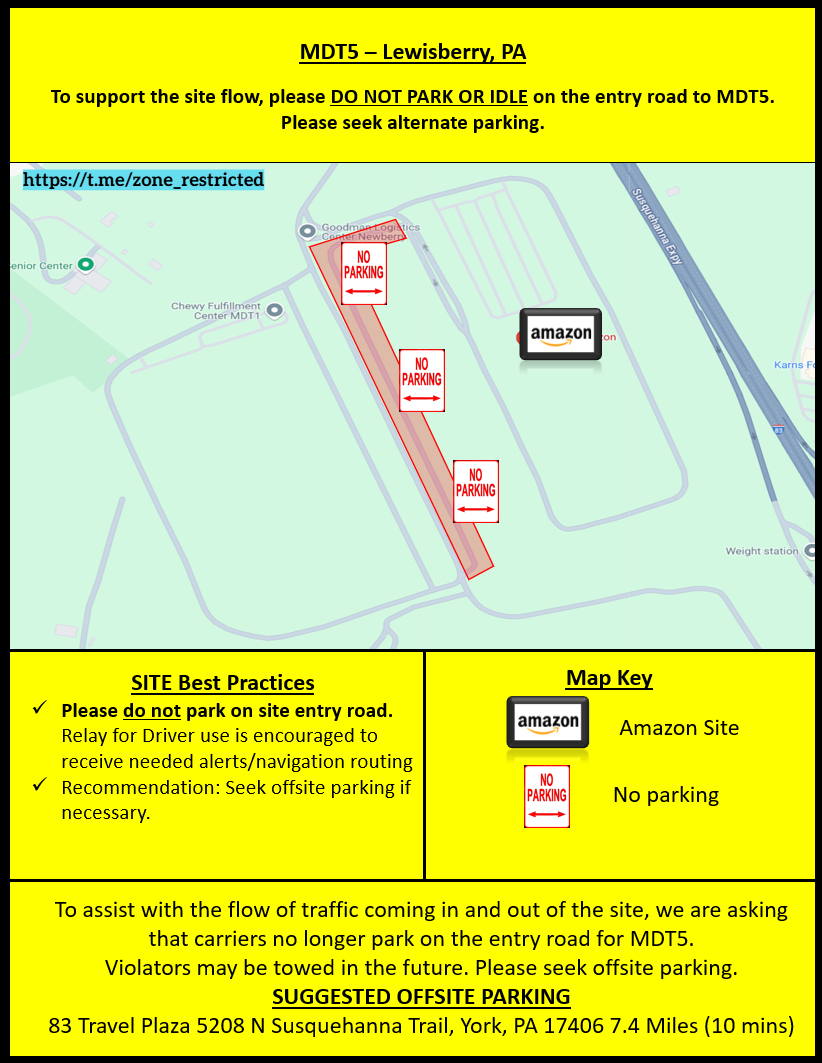 MDT5 – Lewisberry, PA
To support the site flow, please DO NOT PARK OR IDLE on the entry road to MDT5.
Please seek alternate parking.
https://t.me/zone_restricted
Goodman Logistics
Center Newberry
NO
PARKING
enior Center
Chewy Fulfillment
Center MDT1
Susquehanna Expy
amazon
zon
NO
PARKING
Karns Fo
83
NO
PARKING
Weight station
SITE Best Practices
✓ Please do not park on site entry road.
Relay for Driver use is encouraged to
receive needed alerts/navigation routing
✓ Recommendation: Seek offsite parking if
necessary.
Map Key
amazon
Amazon Site
NO
PARKING
No parking
To assist with the flow of traffic coming in and out of the site, we are asking
that carriers no longer park on the entry road for MDT5.
Violators may be towed in the future. Please seek offsite parking.
SUGGESTED OFFSITE PARKING
83 Travel Plaza 5208 N Susquehanna Trail, York, PA 17406 7.4 Miles (10 mins)